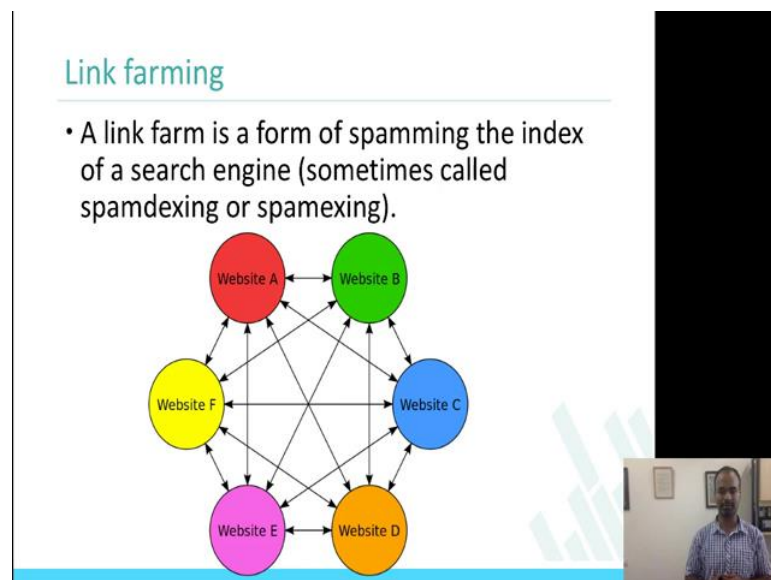 Link farming
• A link farm is a form of spamming the index
of a search engine (sometimes called
spamdexing or spamexing).
Website A
Website B
Website F
Website C
Website E
Website D